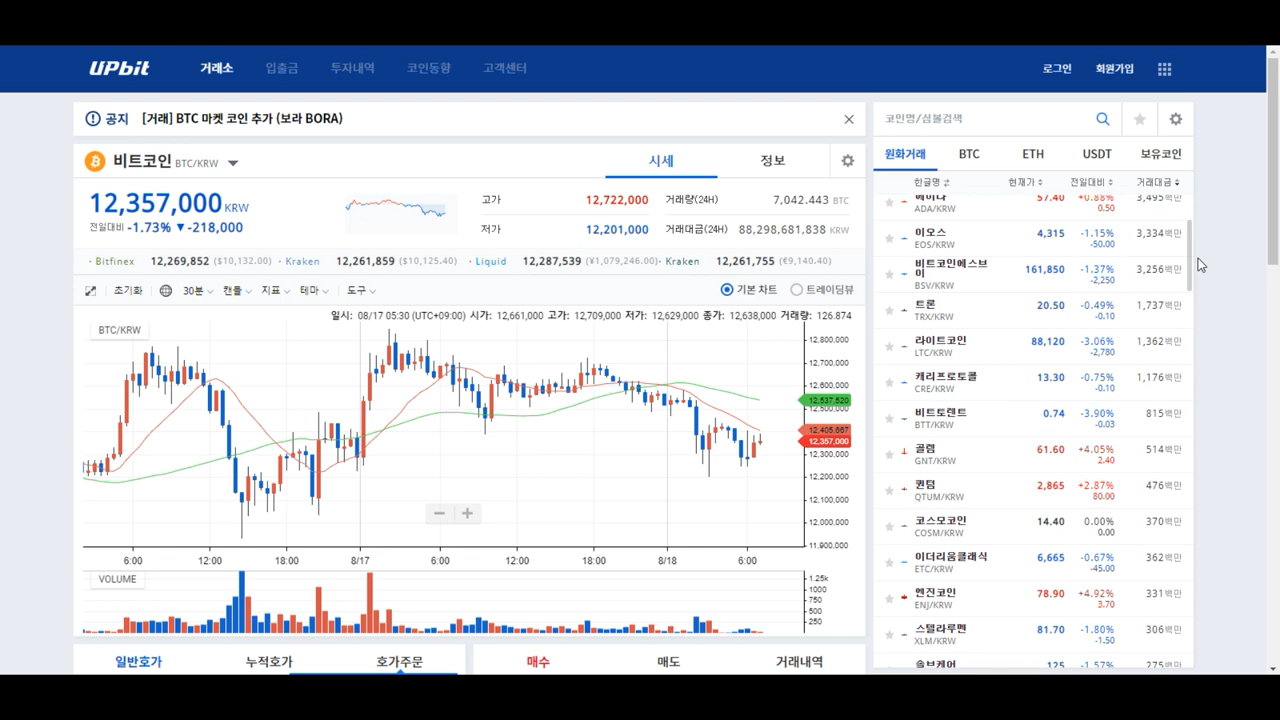 UPbit 거래소 입출금 투자내역 코인동향 고객센터 로그인 회원가입
공지 [거래] BTC 마켓 코인 추가 (보라 BORA)
비트코인 BTC/KRW 시세 정보
12,357,000 KRW
전일대비 -1.73% ▼-218,000
고가 12,722,000 거래량(24H) 7,042.443 BTC
저가 12,201,000 거래대금(24H) 88,298,681,838 KRW
· Bitfinex 12,269,852 ($10,132.00) · Kraken 12,261,859 ($10,125.40) · Liquid 12,287,539 (¥1,079,246.00) · Kraken 12,261,755 (€9,140.40)
초기화 30분 캔들 지표 테마 도구 기본 차트 트레이딩뷰
일시: 08/17 05:30 (UTC+09:00) 시가: 12,661,000 고가: 12,709,000 저가: 12,629,000 종가: 12,638,000 거래량: 126.874
BTC/KRW
12,800,000
12,700,000
12,600,000
12,537,620
12,500,000
12,405,667
12,357,000
12,300,000
12,200,000
12,100,000
12,000,000
11,900,000
6:00 12:00 18:00 8/17 6:00 12:00 18:00 8/18 6:00
VOLUME
1.25k
1000
750
500
250
일반호가 누적호가 호가주문 매수 매도 거래내역
코인명/심볼검색
원화거래 BTC ETH USDT 보유코인
한글명 현재가 전일대비 거래대금
에이다 57.40 +0.88% 3,495백만
ADA/KRW 0.50
이오스 4,315 -1.15% 3,334백만
EOS/KRW -50.00
비트코인에스브이 161,850 -1.37% 3,256백만
BSV/KRW -2,250
트론 20.50 -0.49% 1,737백만
TRX/KRW -0.10
라이트코인 88,120 -3.06% 1,362백만
LTC/KRW -2,780
캐리프로토콜 13.30 -0.75% 1,176백만
CRE/KRW -0.10
비트토렌트 0.74 -3.90% 815백만
BTT/KRW -0.03
골렘 61.60 +4.05% 514백만
GNT/KRW 2.40
퀀텀 2,865 +2.87% 476백만
QTUM/KRW 80.00
코스모코인 14.40 0.00% 370백만
COSM/KRW 0.00
이더리움클래식 6,665 -0.67% 362백만
ETC/KRW -45.00
엔진코인 78.90 +4.92% 331백만
ENJ/KRW 3.70
스텔라루멘 81.70 -1.80% 306백만
XLM/KRW -1.50
솔브케어 125 -1.57% 275백만